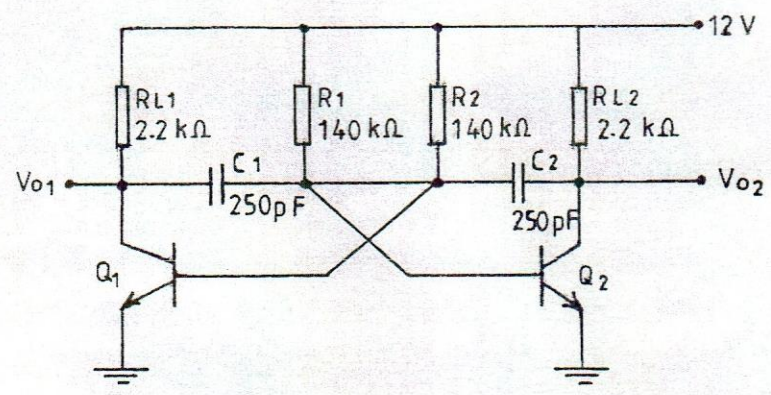 12 V
RL1
2.2 kΩ
R1
140 kΩ
R2
140 kΩ
RL2
2.2 kΩ
Vo1
C1
250pF
C2
250pF
Vo2
Q1
Q2